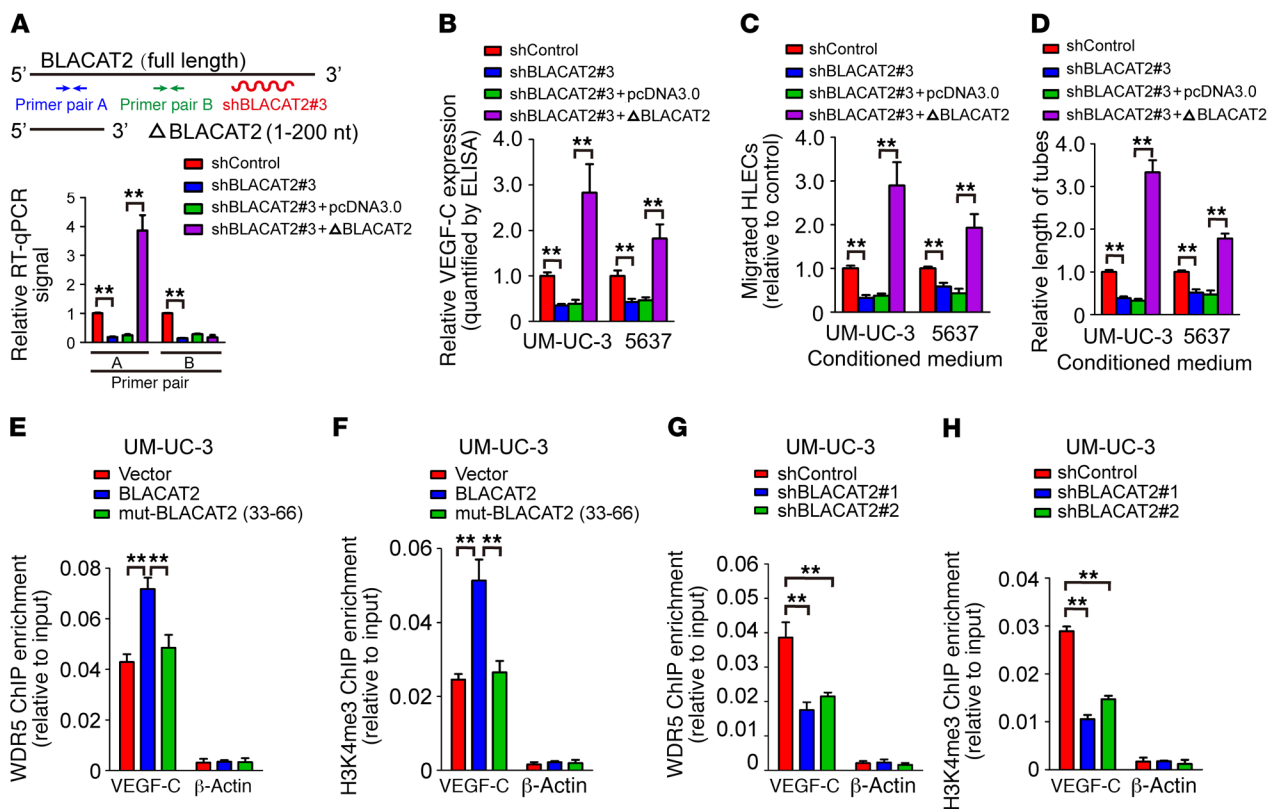 A
BLACAT2 (full length)
5’ 3’
Primer pair A Primer pair B shBLACAT2#3
5’ 3’ △BLACAT2 (1-200 nt)
shControl
shBLACAT2#3
shBLACAT2#3+pcDNA3.0
shBLACAT2#3+△BLACAT2
Relative RT-qPCR
signal
5
4
3
2
1
0
** ** **
A B
Primer pair
B
shControl
shBLACAT2#3
shBLACAT2#3+pcDNA3.0
shBLACAT2#3+△BLACAT2
Relative VEGF-C expression
(quantified by ELISA)
4.0
3.0
2.0
1.0
0
** ** ** **
UM-UC-3 5637
C
shControl
shBLACAT2#3
shBLACAT2#3+pcDNA3.0
shBLACAT2#3+△BLACAT2
Migrated HLECs
(relative to control)
4.0
3.0
2.0
1.0
0
** ** ** **
UM-UC-3 5637
Conditioned medium
D
shControl
shBLACAT2#3
shBLACAT2#3+pcDNA3.0
shBLACAT2#3+△BLACAT2
Relative length of tubes
4.0
3.0
2.0
1.0
0
** ** ** **
UM-UC-3 5637
Conditioned medium
E
UM-UC-3
Vector
BLACAT2
mut-BLACAT2 (33-66)
WDR5 ChIP enrichment
(relative to input)
0.08
0.06
0.04
0.02
0
** **
VEGF-C β-Actin
F
UM-UC-3
Vector
BLACAT2
mut-BLACAT2 (33-66)
H3K4me3 ChIP enrichment
(relative to input)
0.06
0.04
0.02
0
** **
VEGF-C β-Actin
G
UM-UC-3
shControl
shBLACAT2#1
shBLACAT2#2
WDR5 ChIP enrichment
(relative to input)
0.06
0.05
0.04
0.03
0.02
0.01
0
**
**
VEGF-C β-Actin
H
UM-UC-3
shControl
shBLACAT2#1
shBLACAT2#2
H3K4me3 ChIP enrichment
(relative to input)
0.04
0.03
0.02
0.01
0
**
**
VEGF-C β-Actin